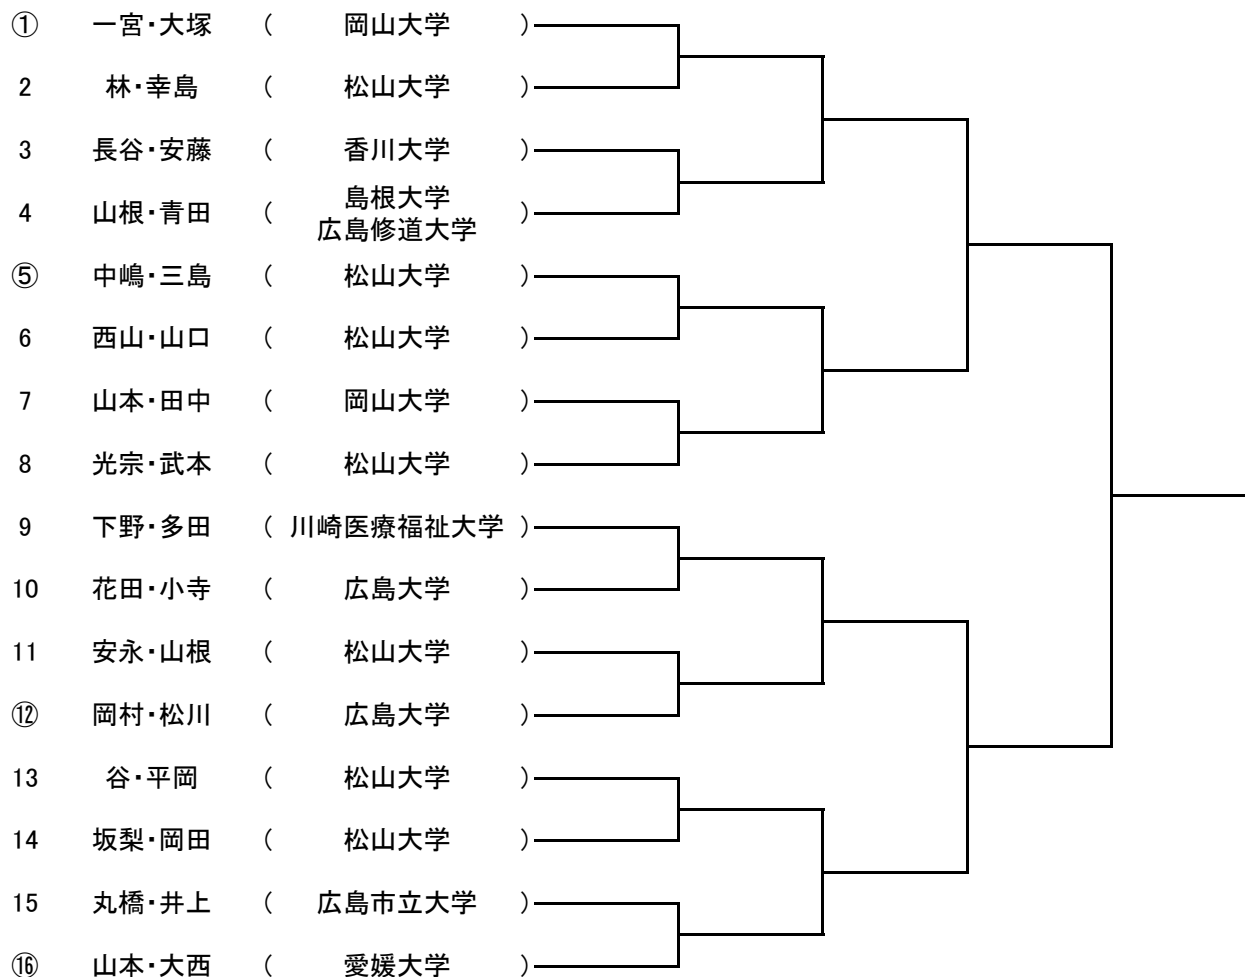 ① 一宮・大塚 ( 岡山大学 )
2 林・幸島 ( 松山大学 )
3 長谷・安藤 ( 香川大学 )
4 山根・青田 ( 島根大学
広島修道大学 )
⑤ 中嶋・三島 ( 松山大学 )
6 西山・山口 ( 松山大学 )
7 山本・田中 ( 岡山大学 )
8 光宗・武本 ( 松山大学 )
9 下野・多田 ( 川崎医療福祉大学 )
10 花田・小寺 ( 広島大学 )
11 安永・山根 ( 松山大学 )
⑫ 岡村・松川 ( 広島大学 )
13 谷・平岡 ( 松山大学 )
14 坂梨・岡田 ( 松山大学 )
15 丸橋・井上 ( 広島市立大学 )
⑯ 山本・大西 ( 愛媛大学 )